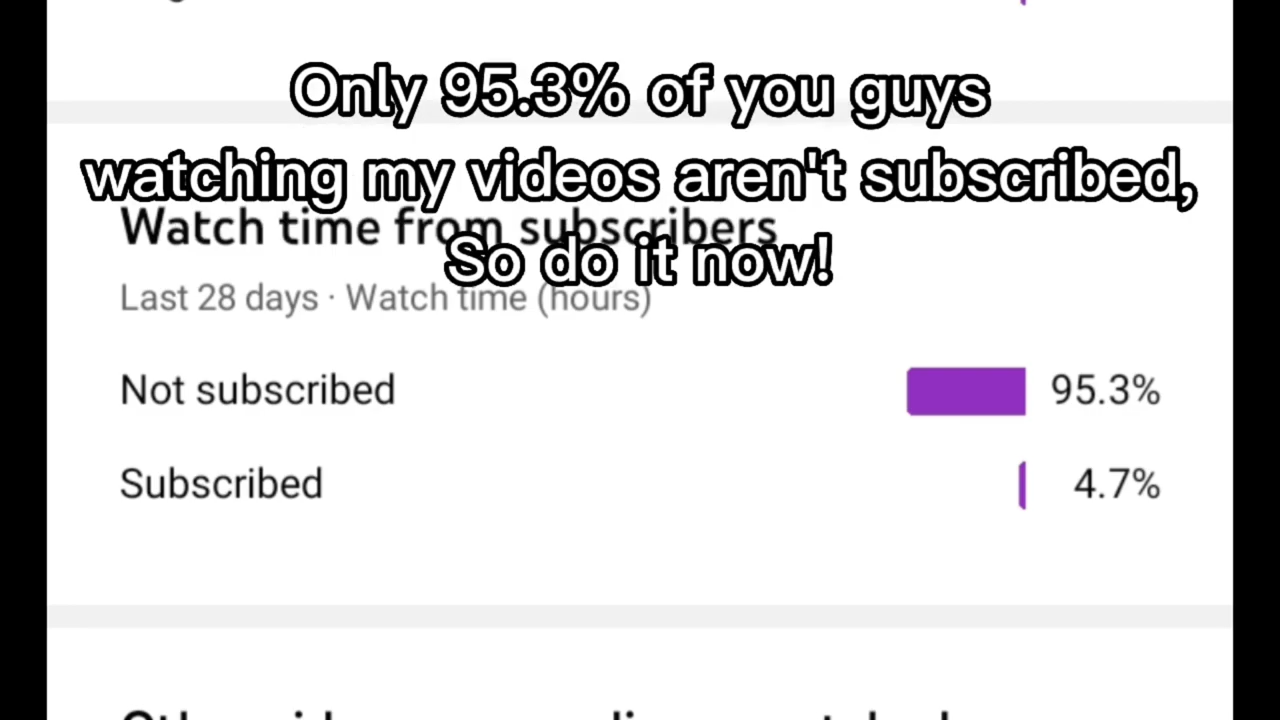 Only 95.3% of you guys
watching my videos aren't subscribed,
Watch time from subscribers
So do it now!
Last 28 days · Watch time (hours)
Not subscribed 95.3%
Subscribed 4.7%